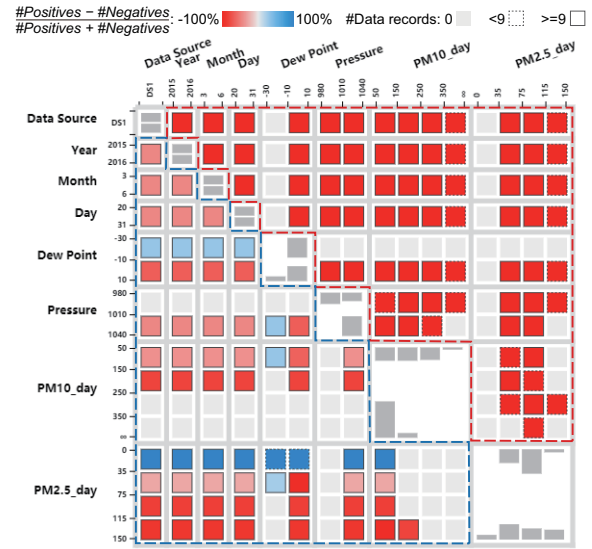 #Positives − #Negatives
#Positives + #Negatives
: -100% 100% #Data records: 0 <9 >=9
Data Source Year Month Day Dew Point Pressure PM10_day PM2.5_day
DS1 2015 2016 3 6 20 31 -30 -10 10 980 1010 1040 50 150 250 350 ∞ 0 35 75 115 150
Data Source DS1
Year 2015
2016
Month 3
6
Day 20
31
Dew Point -30
-10
10
Pressure 980
1010
1040
PM10_day 50
150
250
350
∞
PM2.5_day 0
35
75
115
150